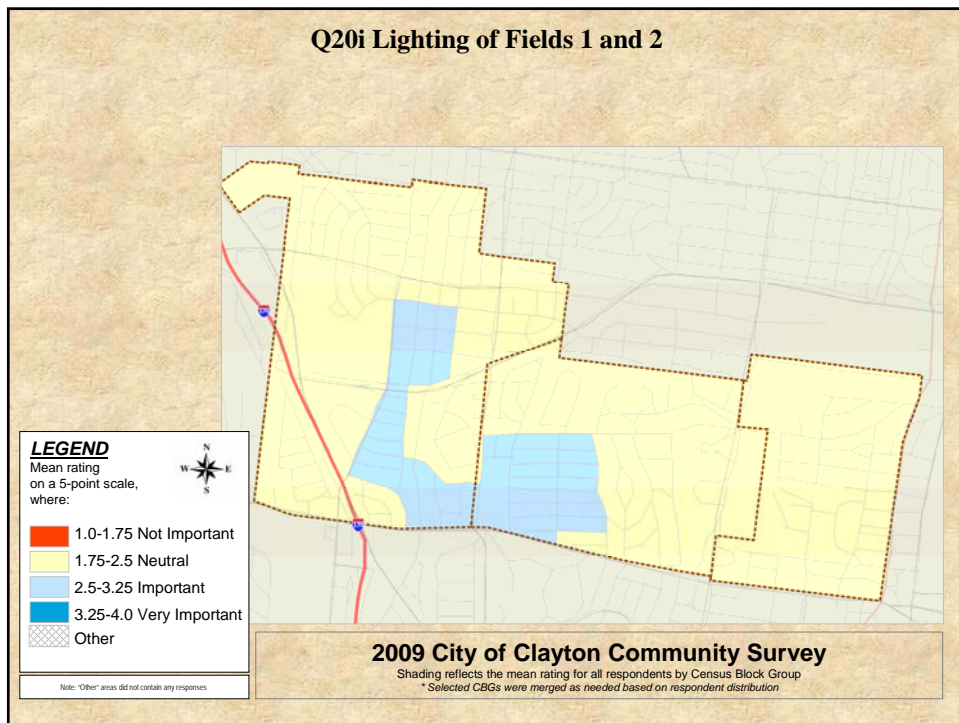 Q20i Lighting of Fields 1 and 2
LEGEND
Mean rating
on a 5-point scale,
where:
N
W E
S
1.0-1.75 Not Important
1.75-2.5 Neutral
2.5-3.25 Important
3.25-4.0 Very Important
Other
Note: "Other" areas did not contain any responses
2009 City of Clayton Community Survey
Shading reflects the mean rating for all respondents by Census Block Group
* Selected CBGs were merged as needed based on respondent distribution